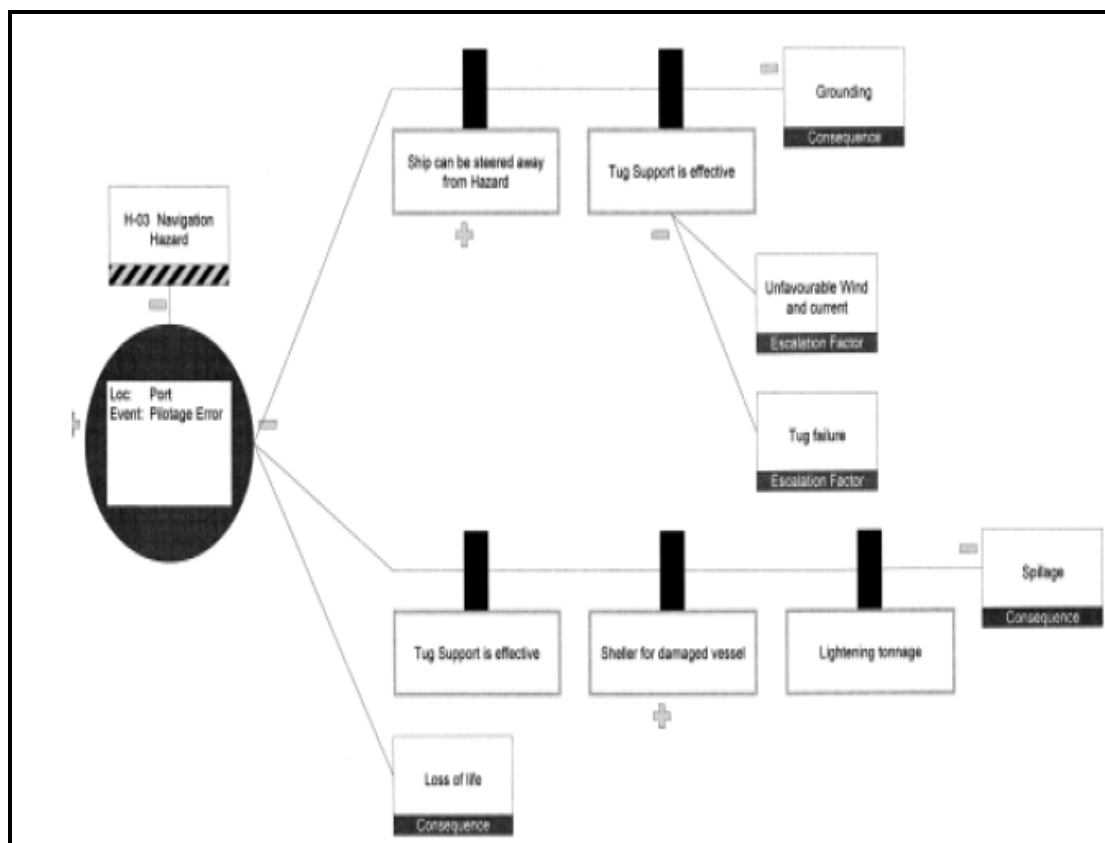 Grounding
Consequence
Ship can be steered away
from Hazard
Tug Support is effective
H-03 Navigation
Hazard
Unfavourable Wind
and current
Escalation Factor
Loc: Port
Event: Pilotage Error
Tug failure
Escalation Factor
Spillage
Consequence
Tug Support is effective
Sheller for damaged vessel
Lightening tonnage
Loss of life
Consequence